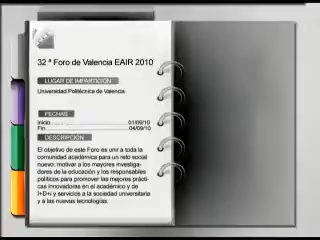 32 ª Foro de Valencia EAIR 2010
LUGAR DE IMPARTICIÓN
Universidad Politécnica de Valencia
FECHAS
Inicio............................................01/09/10
Fin................................................04/09/10
DESCRIPCIÓN
El objetivo de este Foro es unir a toda la
comunidad académica para un reto social
nuevo: motivar a los mayores investiga-
dores de la educación y los responsables
políticos para promover las mejores prácti-
cas innovadoras en el académico y de
I+D+i y servicios a la sociedad universitaria
y a las nuevas tecnologías.